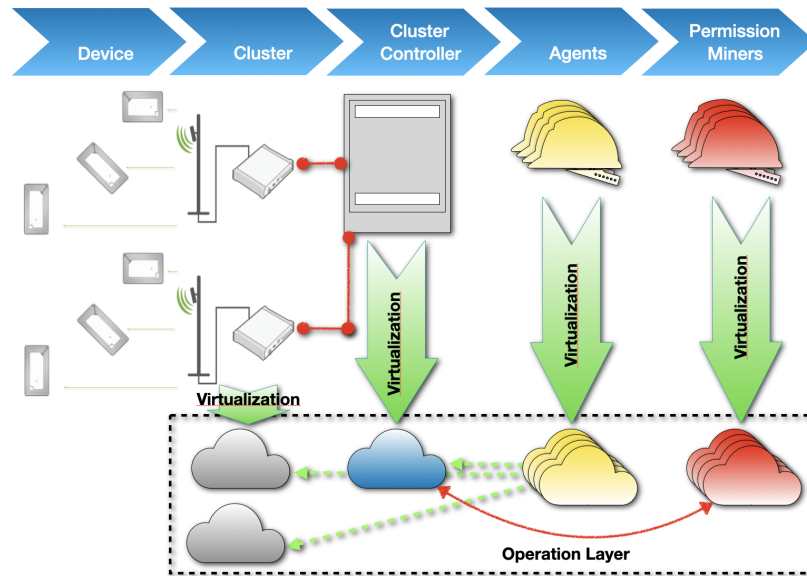 Device
Cluster
Cluster
Controller
Agents
Permission
Miners
Virtualization
Virtualization
Virtualization
Virtualization
Operation Layer